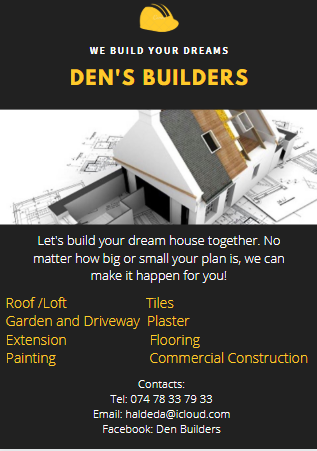 WE BUILD YOUR DREAMS
DEN'S BUILDERS
Let's build your dream house together. No
matter how big or small your plan is, we can
make it happen for you!
Roof /Loft Tiles
Garden and Driveway Plaster
Extension Flooring
Painting Commercial Construction
Contacts:
Tel: 074 78 33 79 33
Email: haldeda@icloud.com
Facebook: Den Builders